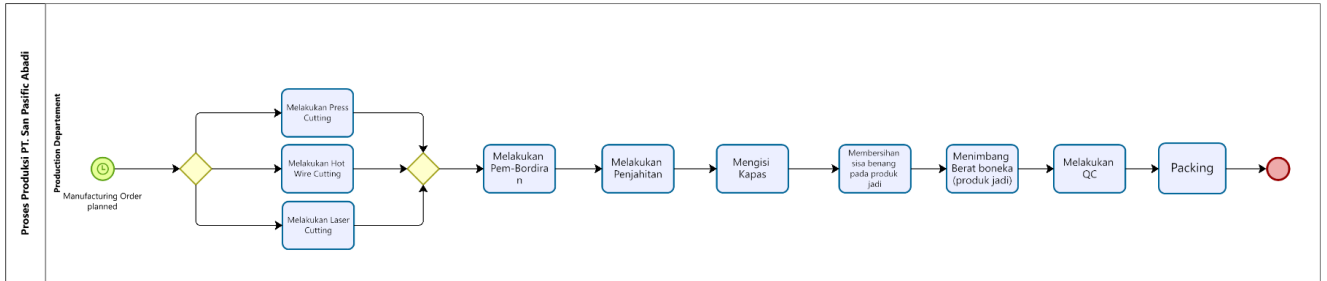 Proses Produksi PT. San Pasific Abadi
Production Departement
Manufacturing Order
planned
Melakukan Press
Cutting
Melakukan Hot
Wire Cutting
Melakukan Laser
Cutting
Melakukan
Pem-Bordira
n
Melakukan
Penjahitan
Mengisi
Kapas
Membersihan
sisa benang
pada produk
jadi
Menimbang
Berat boneka
(produk jadi)
Melakukan
QC
Packing